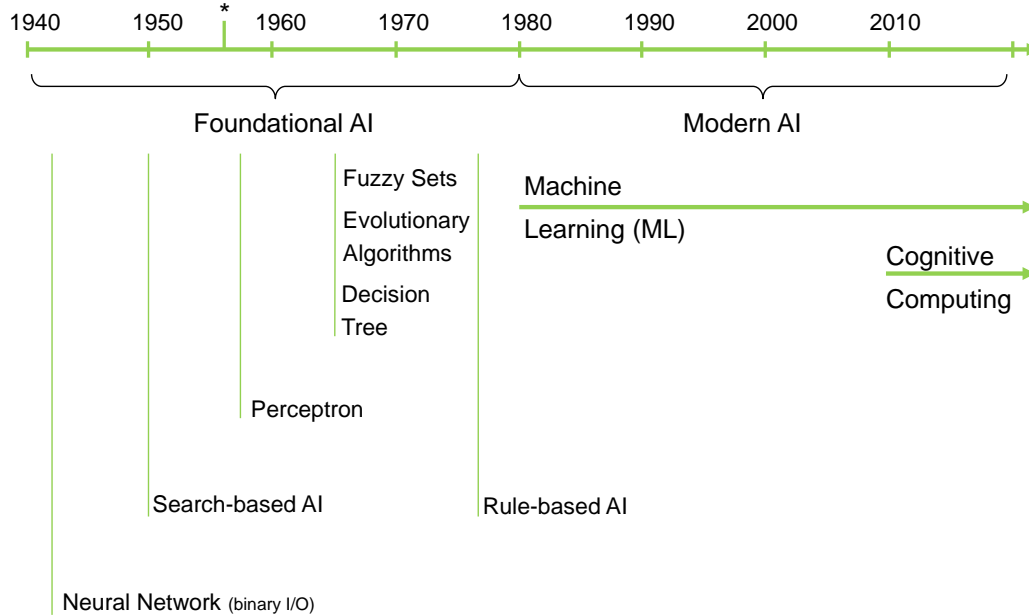 *
1940 1950 1960 1970 1980 1990 2000 2010
Foundational AI Modern AI
Fuzzy Sets
Evolutionary
Algorithms
Decision
Tree
Machine
Learning (ML)
Cognitive
Computing
Perceptron
Search-based AI
Rule-based AI
Neural Network (binary I/O)